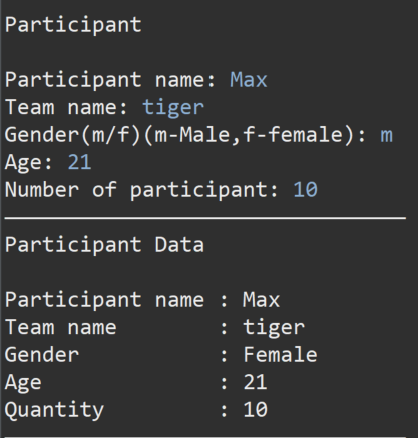 Participant
Participant name: Max
Team name: tiger
Gender(m/f)(m-Male,f-female): m
Age: 21
Number of participant: 10
Participant Data
Participant name : Max
Team name : tiger
Gender : Female
Age : 21
Quantity : 10